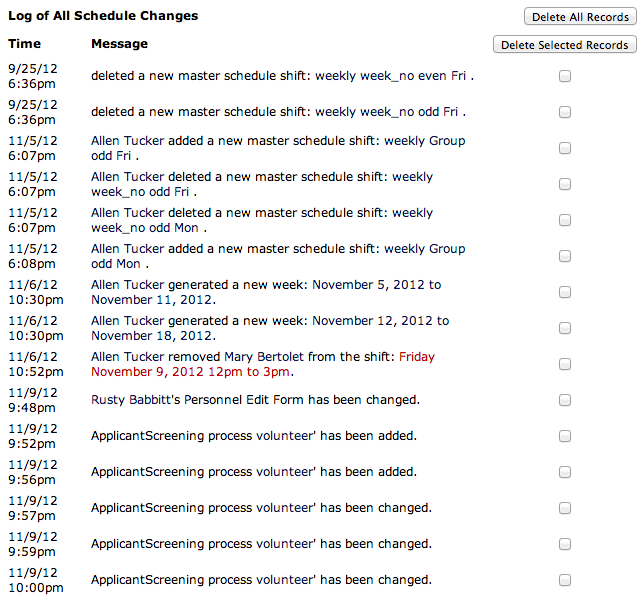 Log of All Schedule Changes
Delete All Records
Time Message
Delete Selected Records
9/25/12
6:36pm
deleted a new master schedule shift: weekly week_no even Fri .
9/25/12
6:36pm
deleted a new master schedule shift: weekly week_no odd Fri .
11/5/12
6:07pm
Allen Tucker added a new master schedule shift: weekly Group
odd Fri .
11/5/12
6:07pm
Allen Tucker deleted a new master schedule shift: weekly
week_no odd Fri .
11/5/12
6:07pm
Allen Tucker deleted a new master schedule shift: weekly
week_no odd Mon .
11/5/12
6:08pm
Allen Tucker added a new master schedule shift: weekly Group
odd Mon .
11/6/12
10:30pm
Allen Tucker generated a new week: November 5, 2012 to
November 11, 2012.
11/6/12
10:30pm
Allen Tucker generated a new week: November 12, 2012 to
November 18, 2012.
11/6/12
10:52pm
Allen Tucker removed Mary Bertolet from the shift: Friday
November 9, 2012 12pm to 3pm.
11/9/12
9:48pm
Rusty Babbitt's Personnel Edit Form has been changed.
11/9/12
9:52pm
ApplicantScreening process volunteer' has been added.
11/9/12
9:56pm
ApplicantScreening process volunteer' has been added.
11/9/12
9:57pm
ApplicantScreening process volunteer' has been changed.
11/9/12
9:59pm
ApplicantScreening process volunteer' has been changed.
11/9/12
10:00pm
ApplicantScreening process volunteer' has been changed.